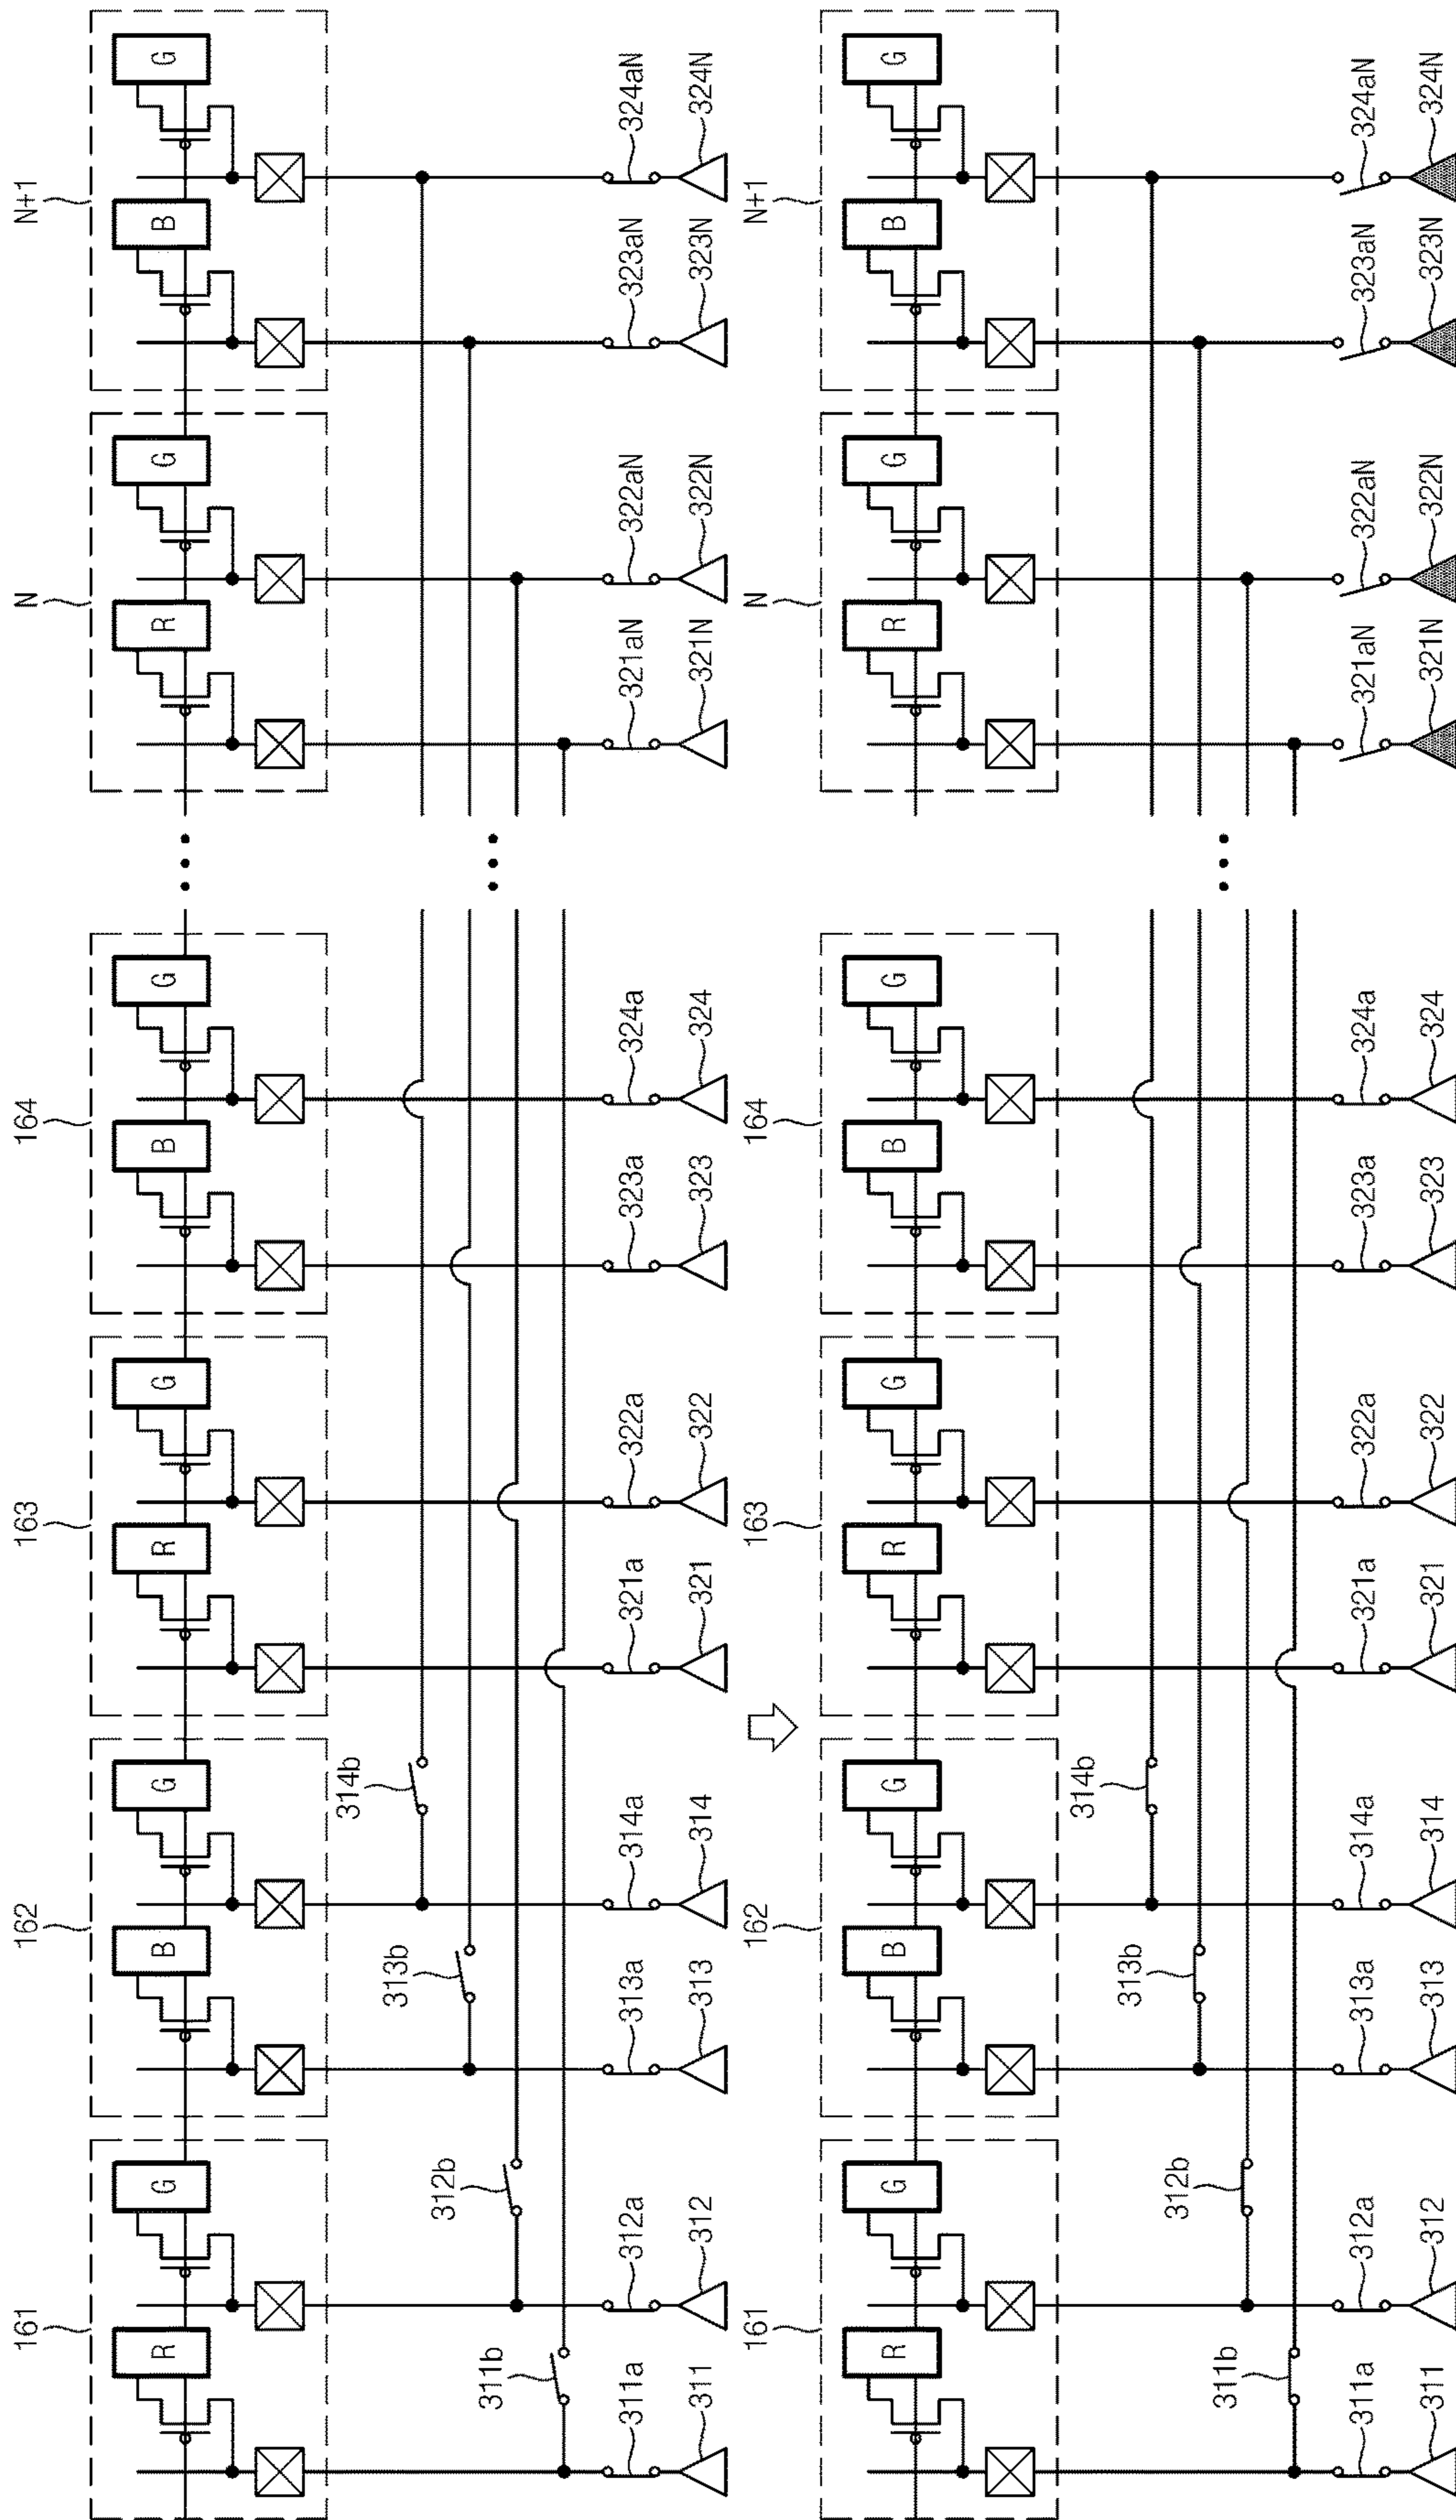 161 162 163 164 N N+1
R G B G R G B G R G B G
314b
313b
312b
311b
311a 312a 313a 314a 321a 322a 323a 324a 321aN 322aN 323aN 324aN
311 312 313 314 321 322 323 324 321N 322N 323N 324N
161 162 163 164 N N+1
R G B G R G B G R G B G
314b
313b
312b
311b
311a 312a 313a 314a 321a 322a 323a 324a 321aN 322aN 323aN 324aN
311 312 313 314 321 322 323 324 321N 322N 323N 324N